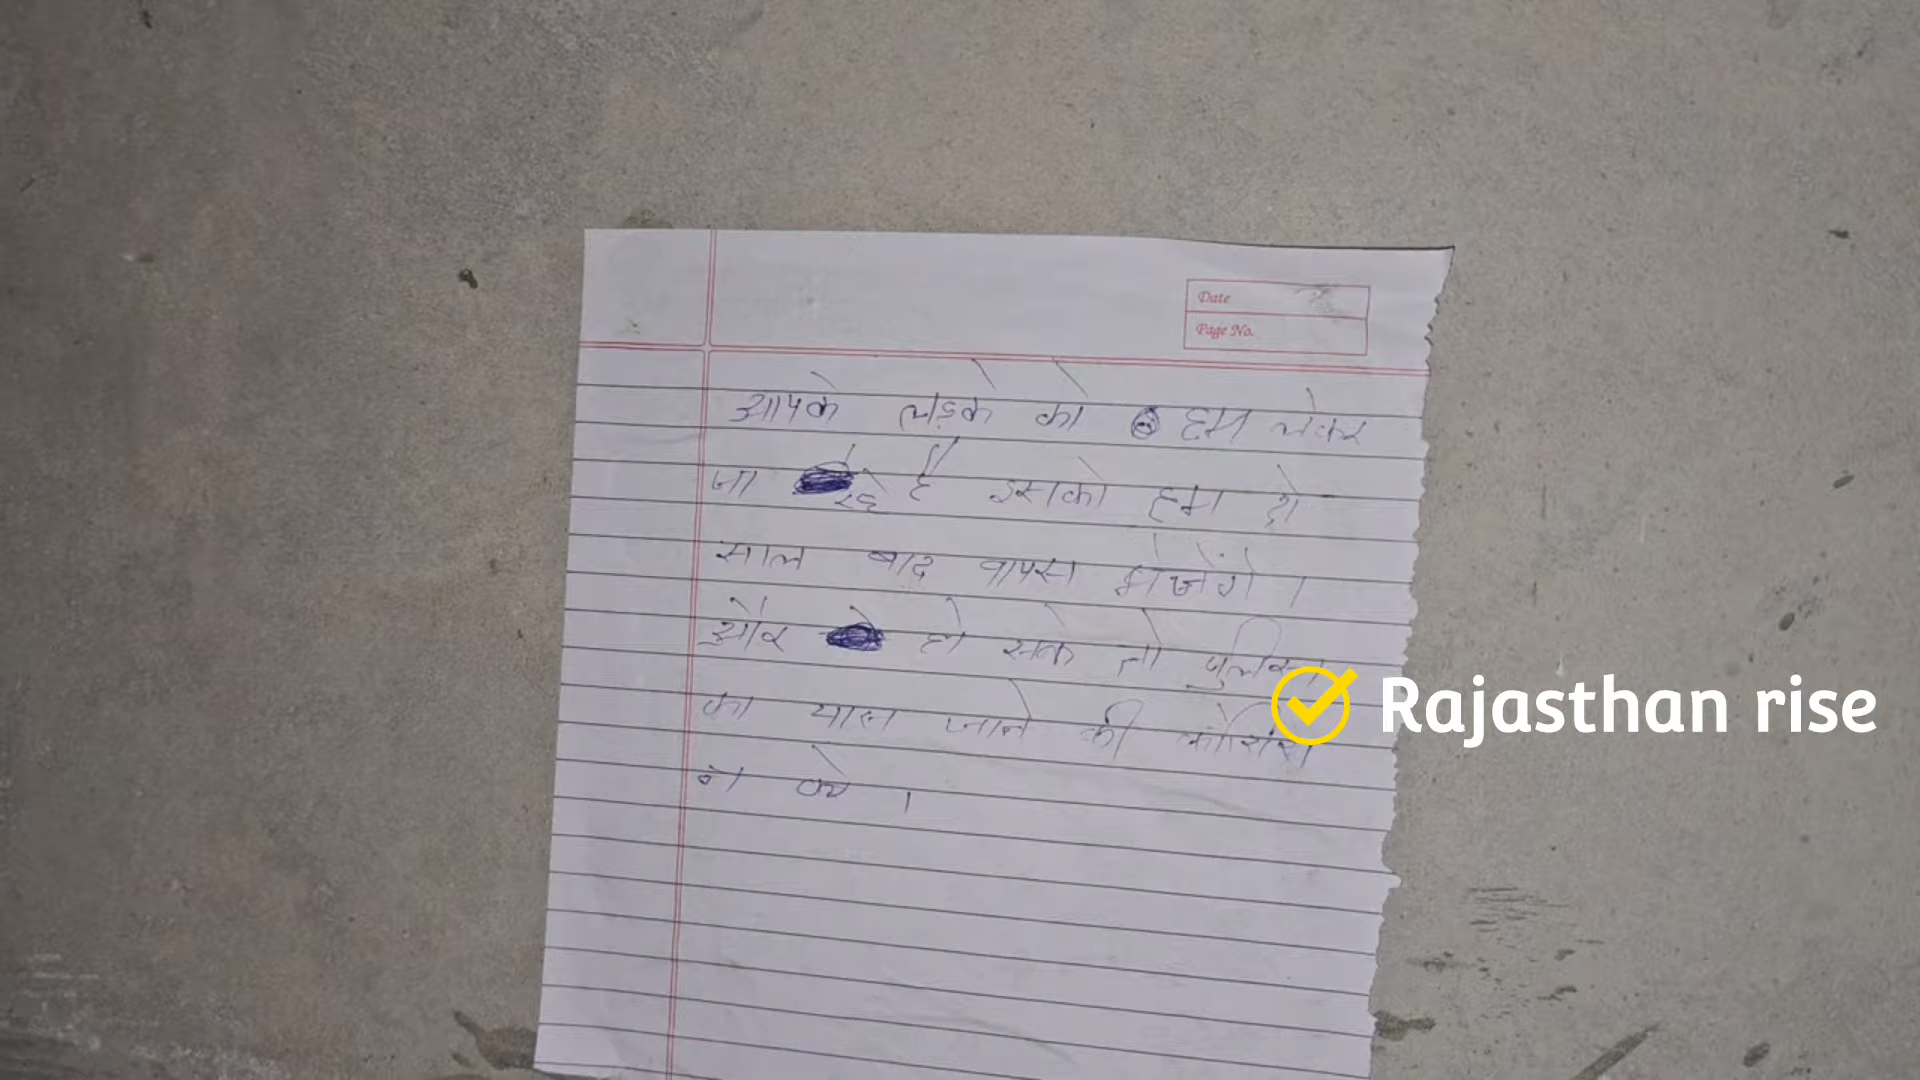 Date
Page No.
आपके लड़के को हम लेकर
जा रहे है इसको हम दो
साल बाद वापस भेजेंगे ।
और हो सके तो पुलिस
का पास जाने की कोशिश
ना करे ।
Rajasthan rise